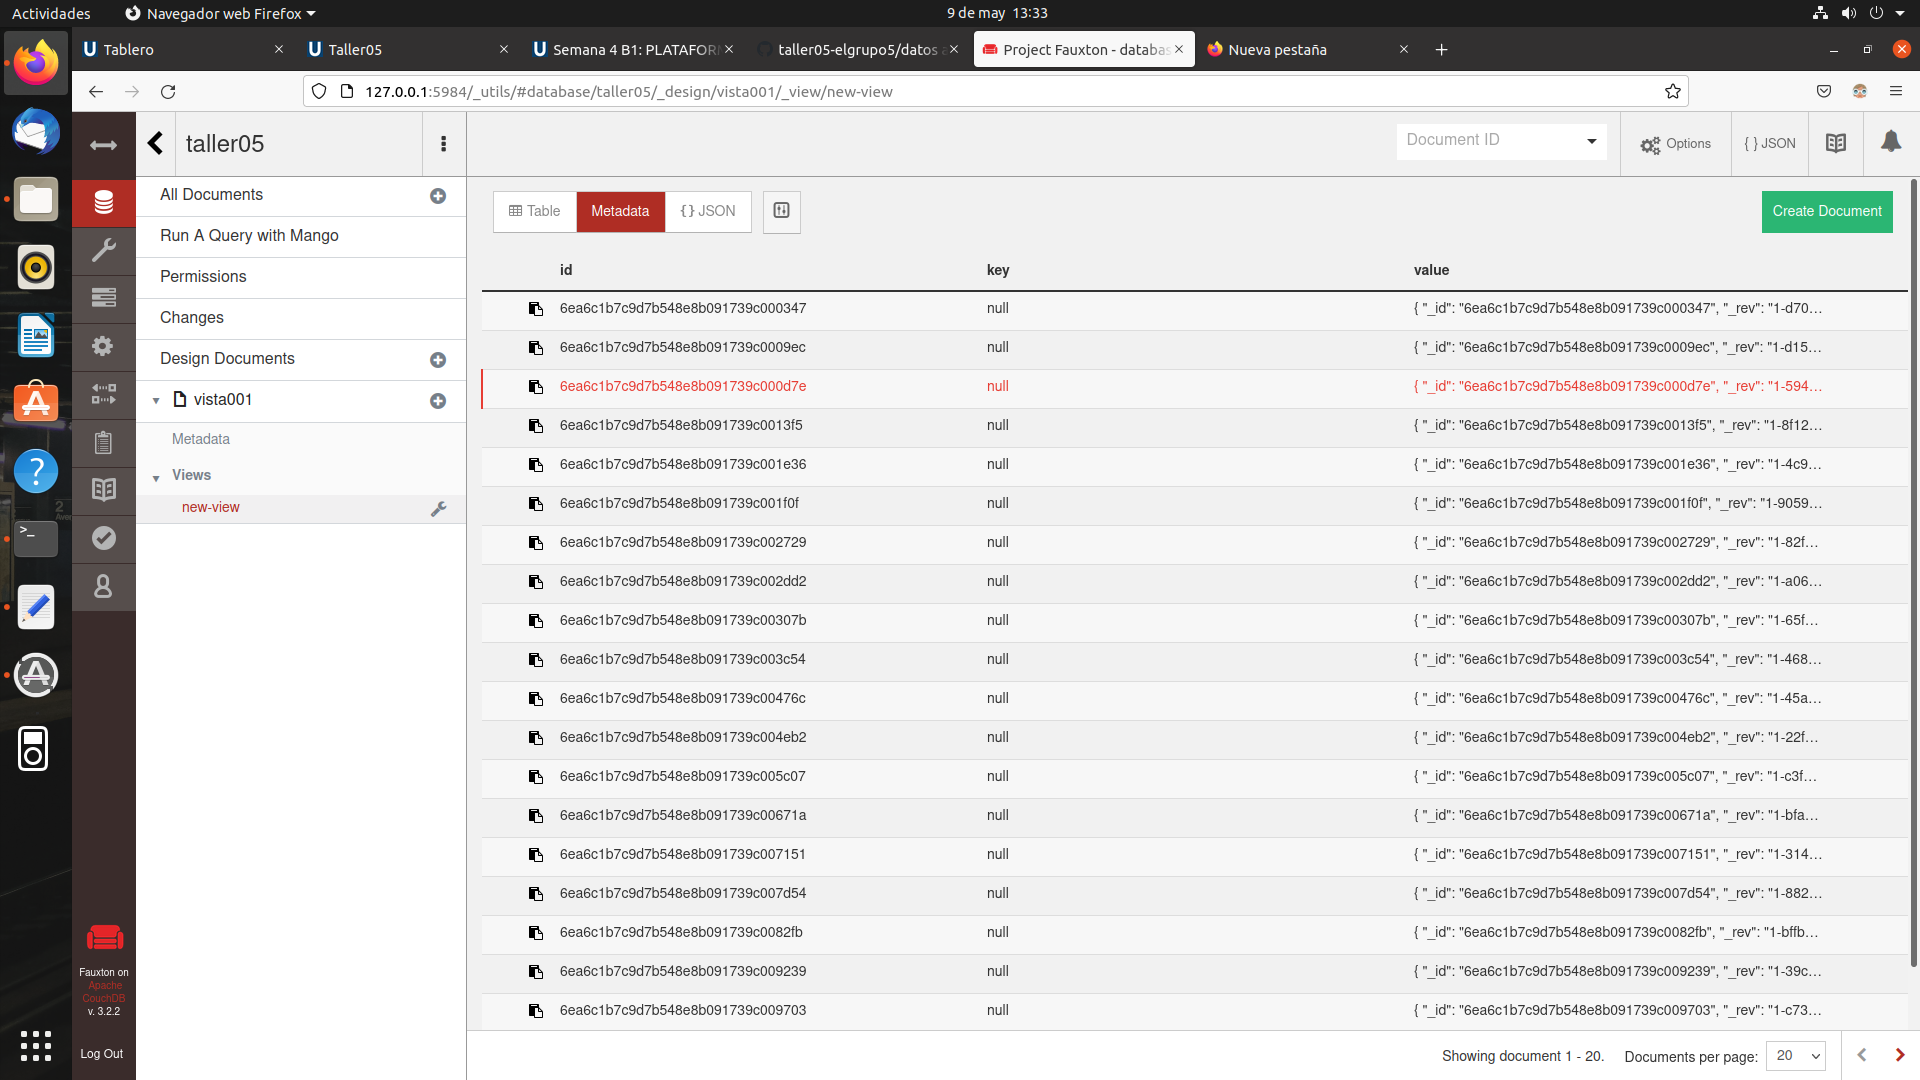 Actividades
Navegador web Firefox
9 de may 13:33
Tablero
Taller05
Semana 4 B1: PLATAFOR
taller05-elgrupo5/datos
Project Fauxton - databas
Nueva pestaña
127.0.0.1:5984/_utils/#database/taller05/_design/vista001/_view/new-view
taller05
Document ID
Options
{ } JSON
All Documents
Run A Query with Mango
Permissions
Changes
Design Documents
vista001
Metadata
Views
new-view
Table
Metadata
{ } JSON
Create Document
id key value
6ea6c1b7c9d7b548e8b091739c000347 null { "_id": "6ea6c1b7c9d7b548e8b091739c000347", "_rev": "1-d70...
6ea6c1b7c9d7b548e8b091739c0009ec null { "_id": "6ea6c1b7c9d7b548e8b091739c0009ec", "_rev": "1-d15...
6ea6c1b7c9d7b548e8b091739c000d7e null { "_id": "6ea6c1b7c9d7b548e8b091739c000d7e", "_rev": "1-594...
6ea6c1b7c9d7b548e8b091739c0013f5 null { "_id": "6ea6c1b7c9d7b548e8b091739c0013f5", "_rev": "1-8f12...
6ea6c1b7c9d7b548e8b091739c001e36 null { "_id": "6ea6c1b7c9d7b548e8b091739c001e36", "_rev": "1-4c9...
6ea6c1b7c9d7b548e8b091739c001f0f null { "_id": "6ea6c1b7c9d7b548e8b091739c001f0f", "_rev": "1-9059...
6ea6c1b7c9d7b548e8b091739c002729 null { "_id": "6ea6c1b7c9d7b548e8b091739c002729", "_rev": "1-82f...
6ea6c1b7c9d7b548e8b091739c002dd2 null { "_id": "6ea6c1b7c9d7b548e8b091739c002dd2", "_rev": "1-a06...
6ea6c1b7c9d7b548e8b091739c00307b null { "_id": "6ea6c1b7c9d7b548e8b091739c00307b", "_rev": "1-65f...
6ea6c1b7c9d7b548e8b091739c003c54 null { "_id": "6ea6c1b7c9d7b548e8b091739c003c54", "_rev": "1-468...
6ea6c1b7c9d7b548e8b091739c00476c null { "_id": "6ea6c1b7c9d7b548e8b091739c00476c", "_rev": "1-45a...
6ea6c1b7c9d7b548e8b091739c004eb2 null { "_id": "6ea6c1b7c9d7b548e8b091739c004eb2", "_rev": "1-22f...
6ea6c1b7c9d7b548e8b091739c005c07 null { "_id": "6ea6c1b7c9d7b548e8b091739c005c07", "_rev": "1-c3f...
6ea6c1b7c9d7b548e8b091739c00671a null { "_id": "6ea6c1b7c9d7b548e8b091739c00671a", "_rev": "1-bfa...
6ea6c1b7c9d7b548e8b091739c007151 null { "_id": "6ea6c1b7c9d7b548e8b091739c007151", "_rev": "1-314...
6ea6c1b7c9d7b548e8b091739c007d54 null { "_id": "6ea6c1b7c9d7b548e8b091739c007d54", "_rev": "1-882...
6ea6c1b7c9d7b548e8b091739c0082fb null { "_id": "6ea6c1b7c9d7b548e8b091739c0082fb", "_rev": "1-bffb...
6ea6c1b7c9d7b548e8b091739c009239 null { "_id": "6ea6c1b7c9d7b548e8b091739c009239", "_rev": "1-39c...
6ea6c1b7c9d7b548e8b091739c009703 null { "_id": "6ea6c1b7c9d7b548e8b091739c009703", "_rev": "1-c73...
Fauxton on
Apache
CouchDB
v. 3.2.2
Log Out
Showing document 1 - 20.
Documents per page:
20